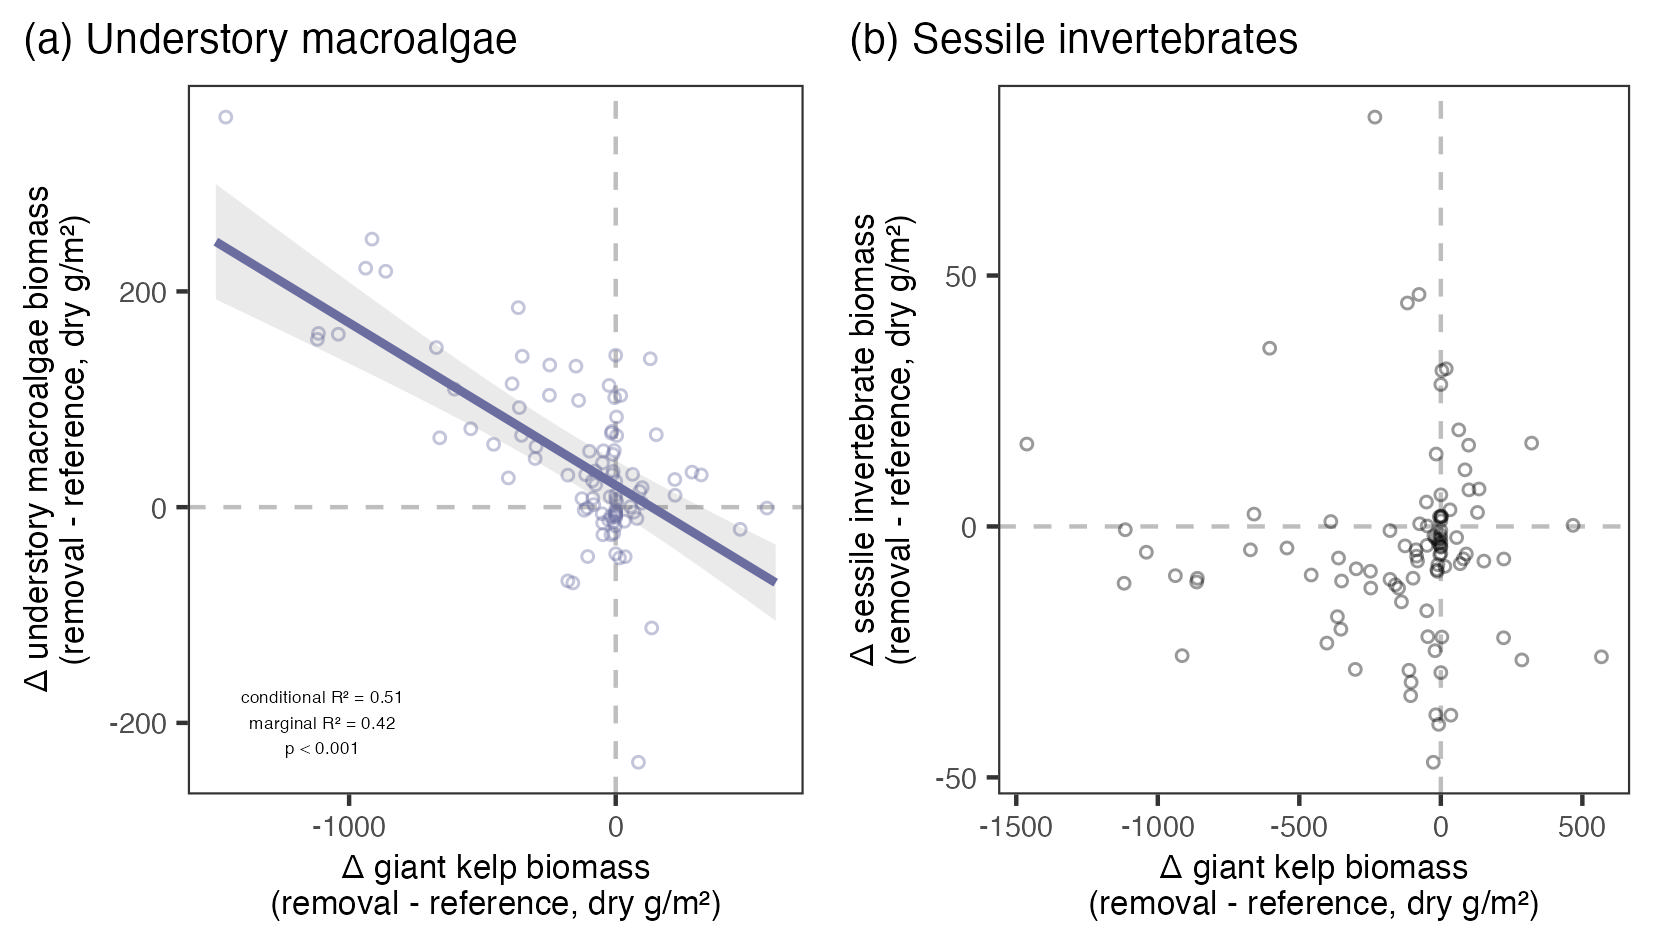 (a) Understory macroalgae
Δ understory macroalgae biomass
(removal - reference, dry g/m²)
200
0
-200
conditional R² = 0.51
marginal R² = 0.42
p < 0.001
-1000
0
Δ giant kelp biomass
(removal - reference, dry g/m²)
(b) Sessile invertebrates
Δ sessile invertebrate biomass
(removal - reference, dry g/m²)
50
0
-50
-1500
-1000
-500
0
500
Δ giant kelp biomass
(removal - reference, dry g/m²)